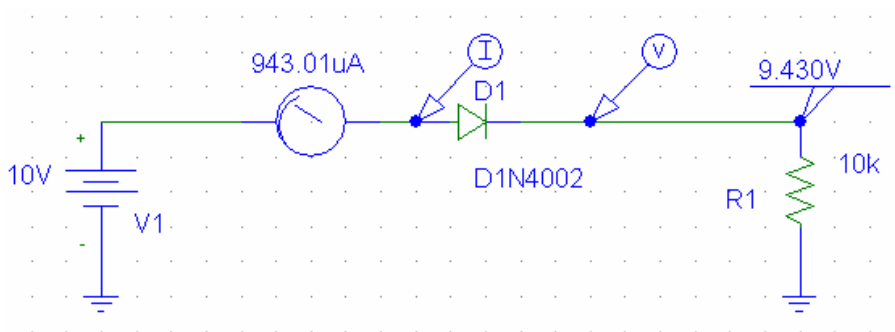 I
V
943.01uA
9.430V
D1
+
10V
10k
D1N4002
R1
V1
-